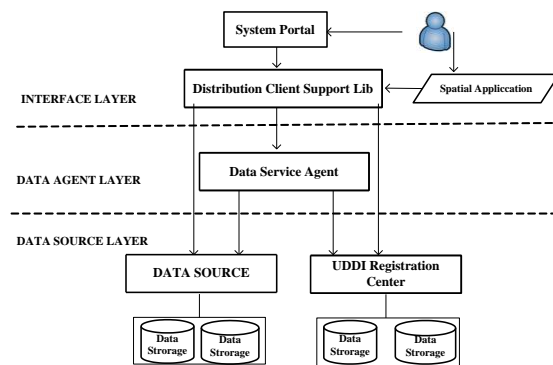 System Portal
Distribution Client Support Lib
Spatial Appliccation
INTERFACE LAYER
Data Service Agent
DATA AGENT LAYER
DATA SOURCE LAYER
DATA SOURCE
UDDI Registration
Center
Data
Strorage
Data
Strorage
Data
Strorage
Data
Strorage